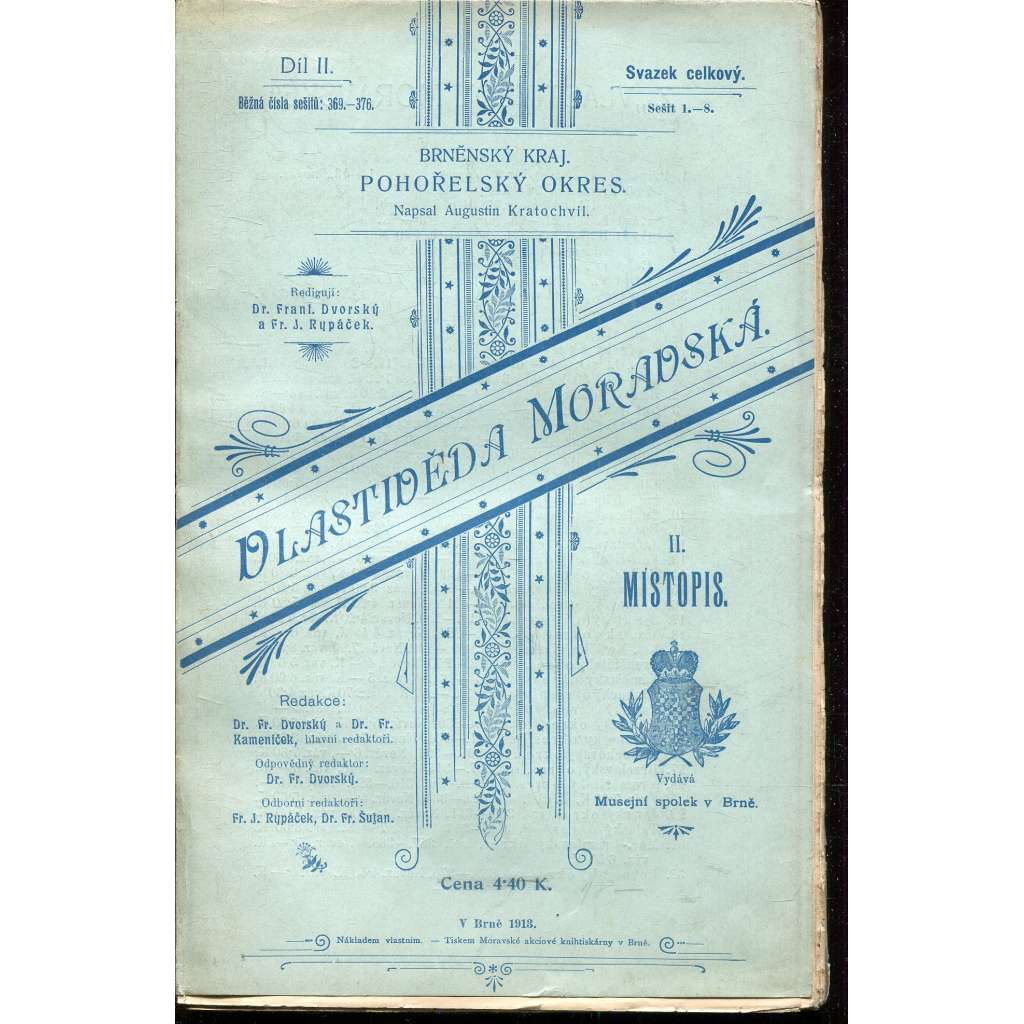 Díl II.
Běžná čísla sešitů: 369.—376.
Svazek celkový.
Sešit 1.—8.
BRNĚNSKÝ KRAJ.
POHOŘELSKÝ OKRES.
Napsal Augustin Kratochvíl.
Redigují:
Dr. Frant. Dvorský
a Fr. J. Rypáček.
VLASTIVĚDA MORAVSKÁ.
II.
MÍSTOPIS.
Redakce:
Dr. Fr. Dvorský a Dr. Fr.
Kameníček, hlavní redaktoři.
Odpovědný redaktor:
Dr. Fr. Dvorský.
Odborní redaktoři:
Fr. J. Rypáček, Dr. Fr. Šujan.
Vydává
Musejní spolek v Brně.
Cena 4·40 K.
V Brně 1913.
Nákladem vlastním. — Tiskem Moravské akciové knihtiskárny v Brně.